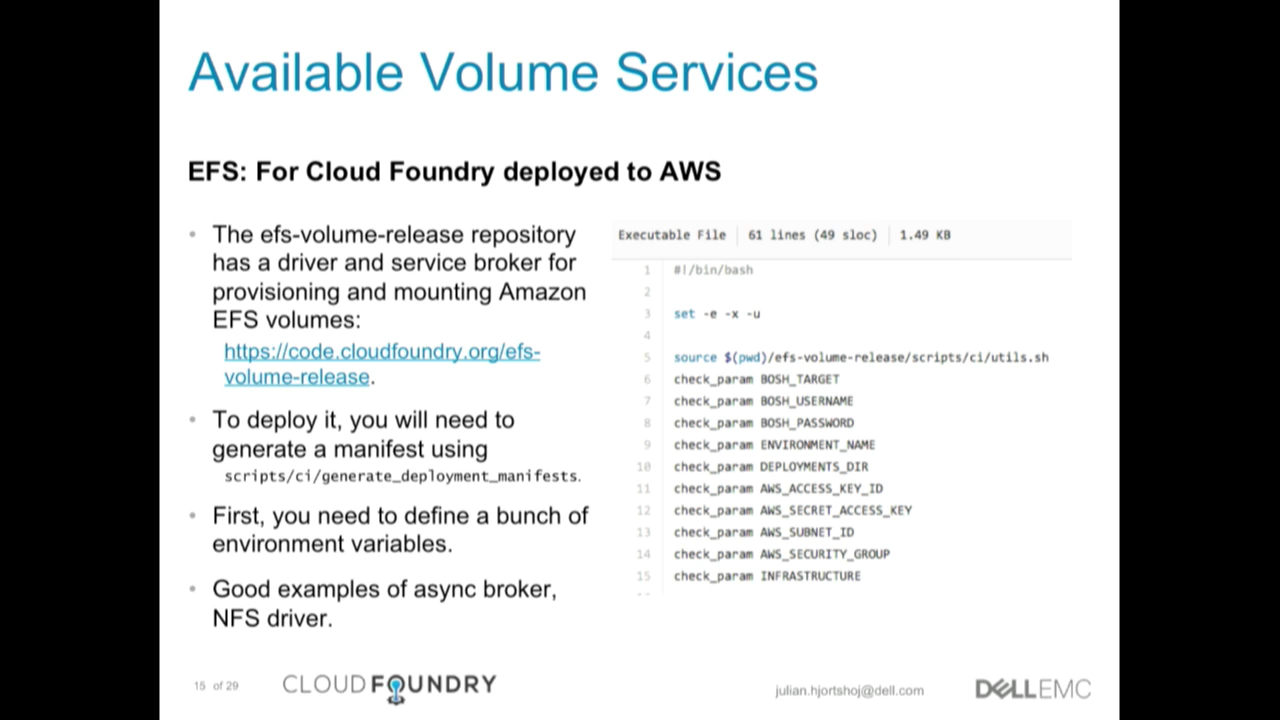 Available Volume Services
EFS: For Cloud Foundry deployed to AWS
• The efs-volume-release repository
has a driver and service broker for
provisioning and mounting Amazon
EFS volumes:
https://code.cloudfoundry.org/efs-
volume-release.
• To deploy it, you will need to
generate a manifest using
scripts/ci/generate_deployment_manifests.
• First, you need to define a bunch of
environment variables.
• Good examples of async broker,
NFS driver.
Executable File 61 lines (49 sloc) 1.49 KB
1 #!/bin/bash
2
3 set -e -x -u
4
5 source $(pwd)/efs-volume-release/scripts/ci/utils.sh
6 check_param BOSH_TARGET
7 check_param BOSH_USERNAME
8 check_param BOSH_PASSWORD
9 check_param ENVIRONMENT_NAME
10 check_param DEPLOYMENTS_DIR
11 check_param AWS_ACCESS_KEY_ID
12 check_param AWS_SECRET_ACCESS_KEY
13 check_param AWS_SUBNET_ID
14 check_param AWS_SECURITY_GROUP
15 check_param INFRASTRUCTURE
15 of 29 CLOUD FOUNDRY julian.hjortshoj@dell.com DELLEMC